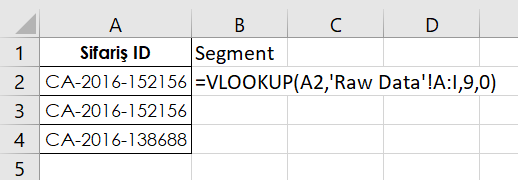 A B C D
1 Sifariş ID Segment
2 CA-2016-152156 =VLOOKUP(A2,'Raw Data'!A:I,9,0)
3 CA-2016-152156
4 CA-2016-138688
5